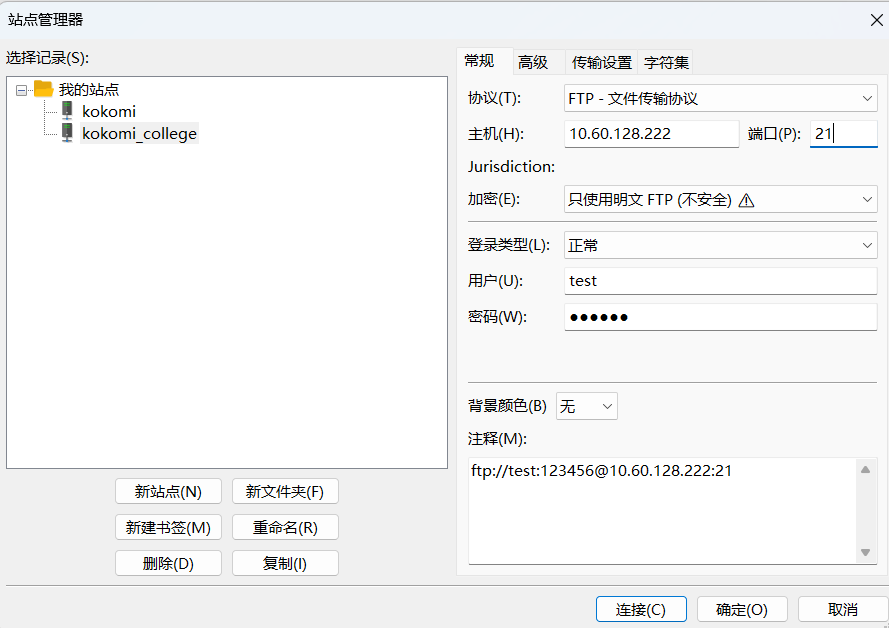 站点管理器
选择记录(S):
我的站点
kokomi
kokomi_college
新站点(N)
新文件夹(F)
新建书签(M)
重命名(R)
删除(D)
复制(I)
常规
高级
传输设置
字符集
协议(T):
FTP - 文件传输协议
主机(H):
10.60.128.222
端口(P):
21
Jurisdiction:
加密(E):
只使用明文 FTP (不安全)
登录类型(L):
正常
用户(U):
test
密码(W):
●●●●●●
背景颜色(B)
无
注释(M):
ftp://test:123456@10.60.128.222:21
连接(C)
确定(O)
取消